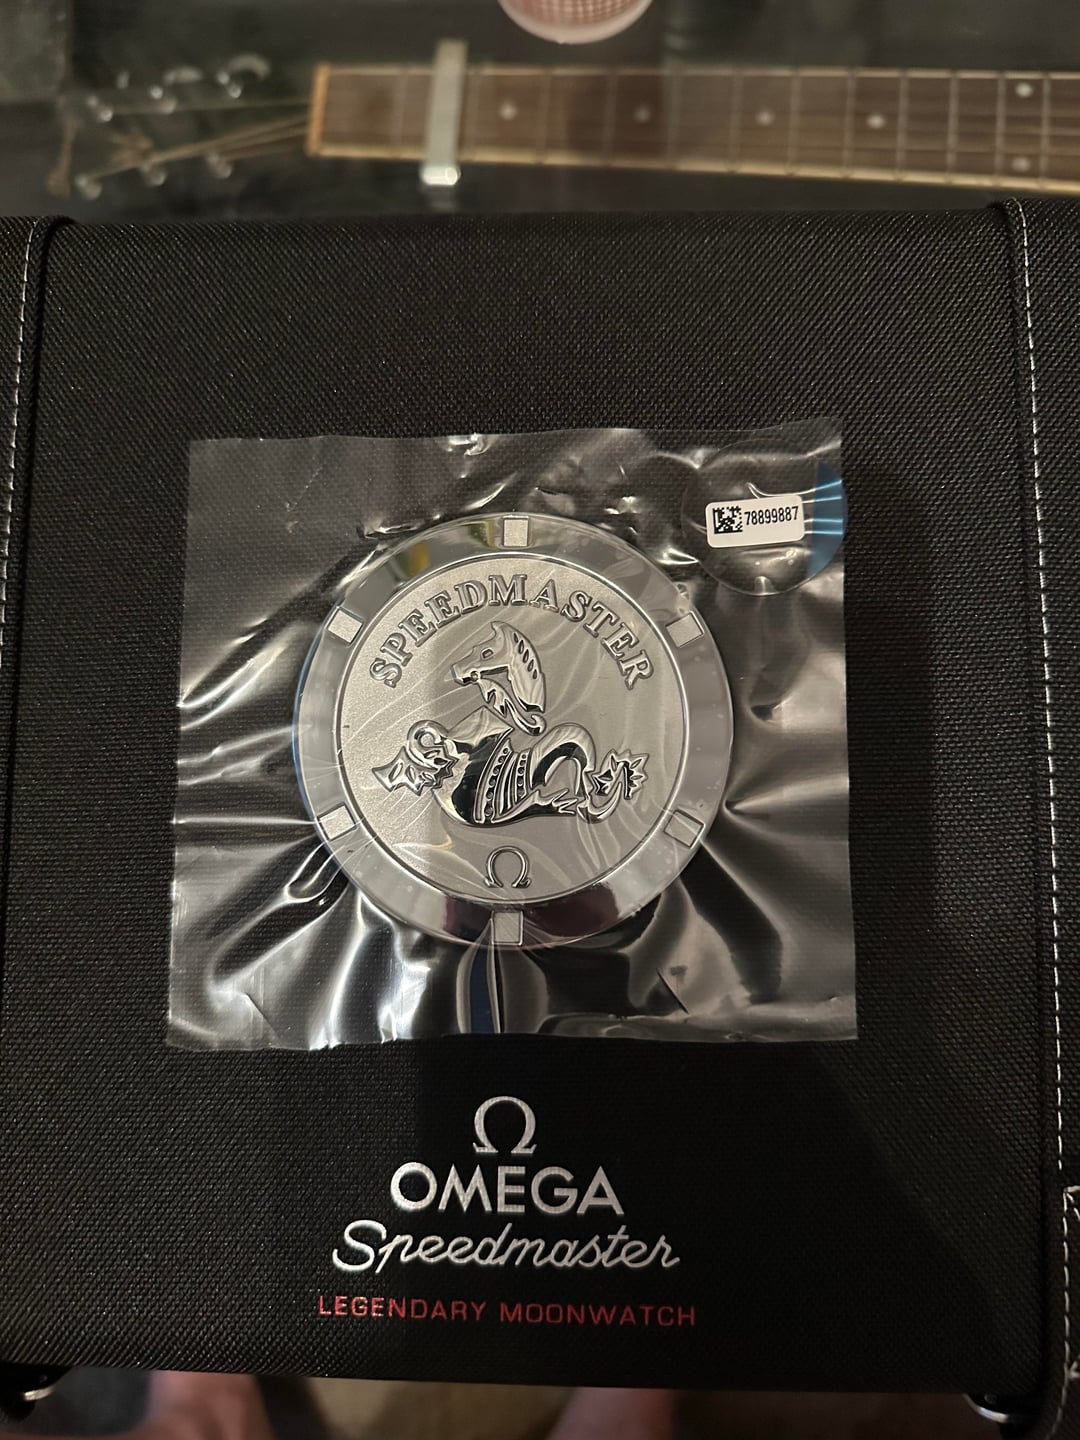 78899887
SPEEDMASTER
Ω
Ω
OMEGA
Speedmaster
LEGENDARY MOONWATCH